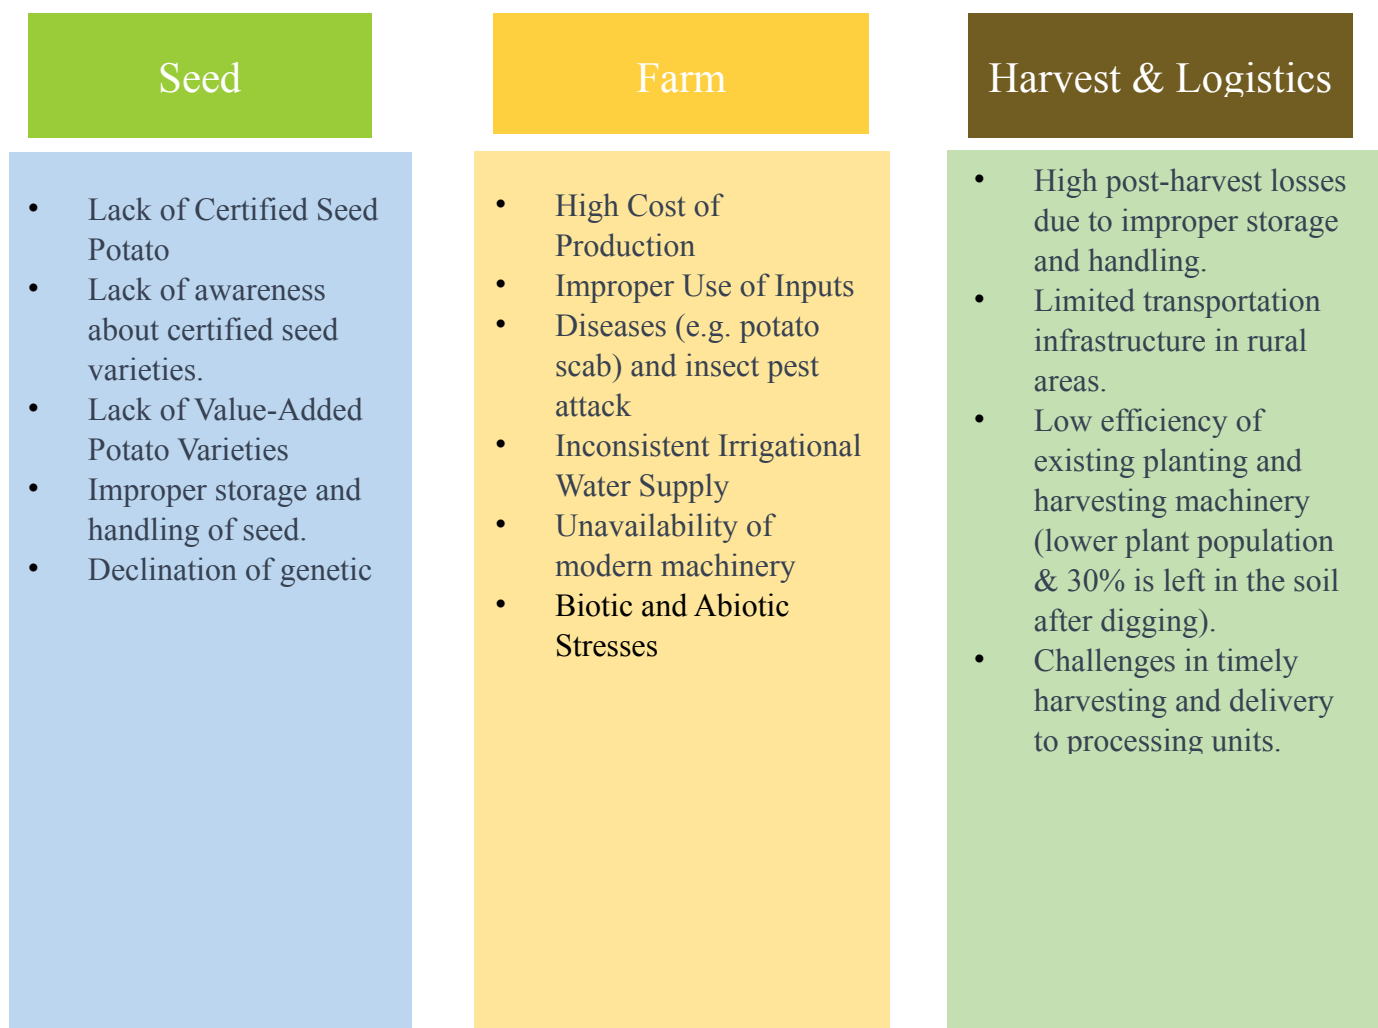 Seed
• Lack of Certified Seed
Potato
• Lack of awareness
about certified seed
varieties.
• Lack of Value-Added
Potato Varieties
• Improper storage and
handling of seed.
• Declination of genetic
Farm
• High Cost of
Production
• Improper Use of Inputs
• Diseases (e.g. potato
scab) and insect pest
attack
• Inconsistent Irrigational
Water Supply
• Unavailability of
modern machinery
• Biotic and Abiotic
Stresses
Harvest & Logistics
• High post-harvest losses
due to improper storage
and handling.
• Limited transportation
infrastructure in rural
areas.
• Low efficiency of
existing planting and
harvesting machinery
(lower plant population
& 30% is left in the soil
after digging).
• Challenges in timely
harvesting and delivery
to processing units.